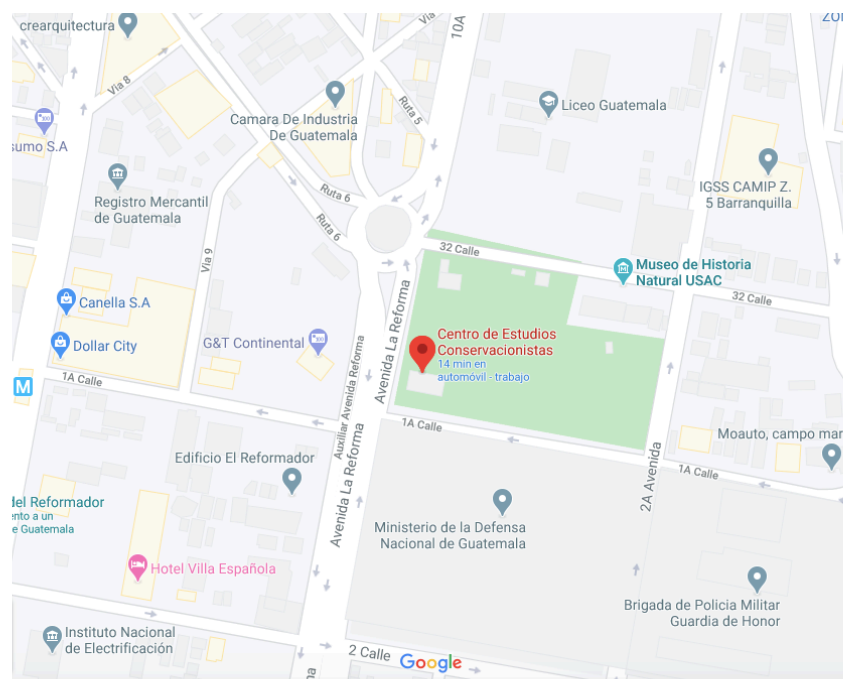 crearquitectura
Via
10A
ZO
Via 8
Camara De Industria
De Guatemala
Ruta 5
Liceo Guatemala
sumo S.A
IGSS CAMIP Z.
5 Barranquilla
Registro Mercantil
de Guatemala
Ruta 6
Ruta 6
Via 9
32 Calle
Museo de Historia
Natural USAC
32 Calle
Canella S.A
Dollar City
G&T Continental
Avenida La Reforma
Centro de Estudios
Conservacionistas
14 min en
automóvil - trabajo
M
1A Calle
Auxiliar Avenida Reforma
1A Calle
Moauto, campo mar
Edificio El Reformador
1A Calle
Avenida La Reforma
2A Avenida
del Reformador
ento a un
e Guatemala
Ministerio de la Defensa
Nacional de Guatemala
Hotel Villa Española
Brigada de Policia Militar
Guardia de Honor
Instituto Nacional
de Electrificación
2 Calle
Google
ma